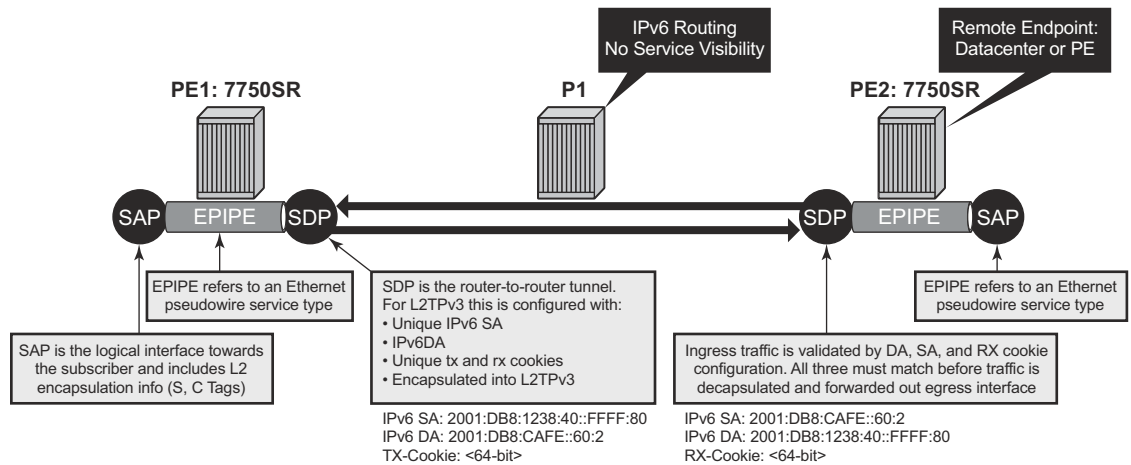 IPv6 Routing
No Service Visibility
Remote Endpoint:
Datacenter or PE
PE1: 7750SR
P1
PE2: 7750SR
SAP
EPIPE
SDP
SDP
EPIPE
SAP
EPIPE refers to an Ethernet
pseudowire service type
SAP is the logical interface towards
the subscriber and includes L2
encapsulation info (S, C Tags)
SDP is the router-to-router tunnel.
For L2TPv3 this is configured with:
• Unique IPv6 SA
• IPv6DA
• Unique tx and rx cookies
• Encapsulated into L2TPv3
IPv6 SA: 2001:DB8:1238:40::FFFF:80
IPv6 DA: 2001:DB8:CAFE::60:2
TX-Cookie: <64-bit>
EPIPE refers to an Ethernet
pseudowire service type
Ingress traffic is validated by DA, SA, and RX cookie
configuration. All three must match before traffic is
decapsulated and forwarded out egress interface
IPv6 SA: 2001:DB8:CAFE::60:2
IPv6 DA: 2001:DB8:1238:40::FFFF:80
RX-Cookie: <64-bit>